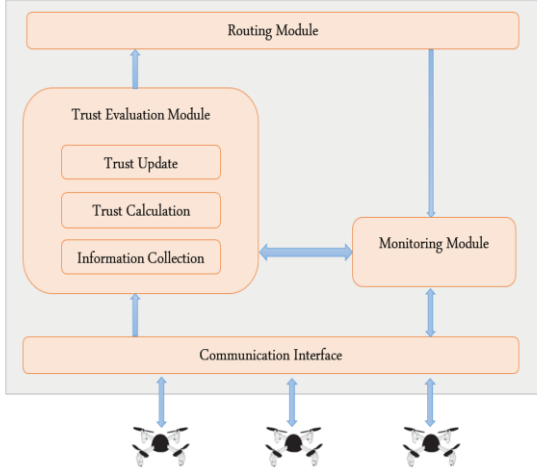 Routing Module
Trust Evaluation Module
Trust Update
Trust Calculation
Information Collection
Monitoring Module
Communication Interface